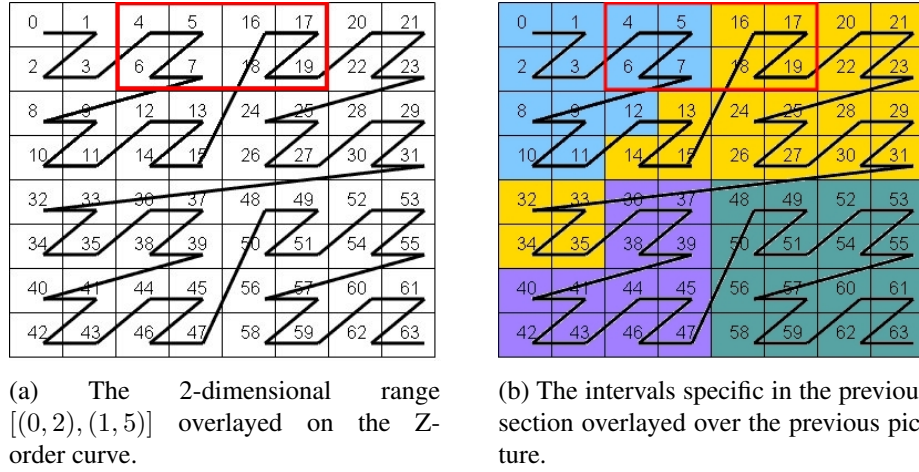 0 1 4 5 16 17 20 21
2 3 6 7 18 19 22 23
8 9 12 13 24 25 28 29
10 11 14 15 26 27 30 31
32 33 36 37 48 49 52 53
34 35 38 39 50 51 54 55
40 41 44 45 56 57 60 61
42 43 46 47 58 59 62 63
(a) The 2-dimensional range
[(0, 2), (1, 5)] overlayed on the Z-
order curve.
0 1 4 5 16 17 20 21
2 3 6 7 18 19 22 23
8 9 12 13 24 25 28 29
10 11 14 15 26 27 30 31
32 33 36 37 48 49 52 53
34 35 38 39 50 51 54 55
40 41 44 45 56 57 60 61
42 43 46 47 58 59 62 63
(b) The intervals specific in the previou
section overlayed over the previous pic
ture.